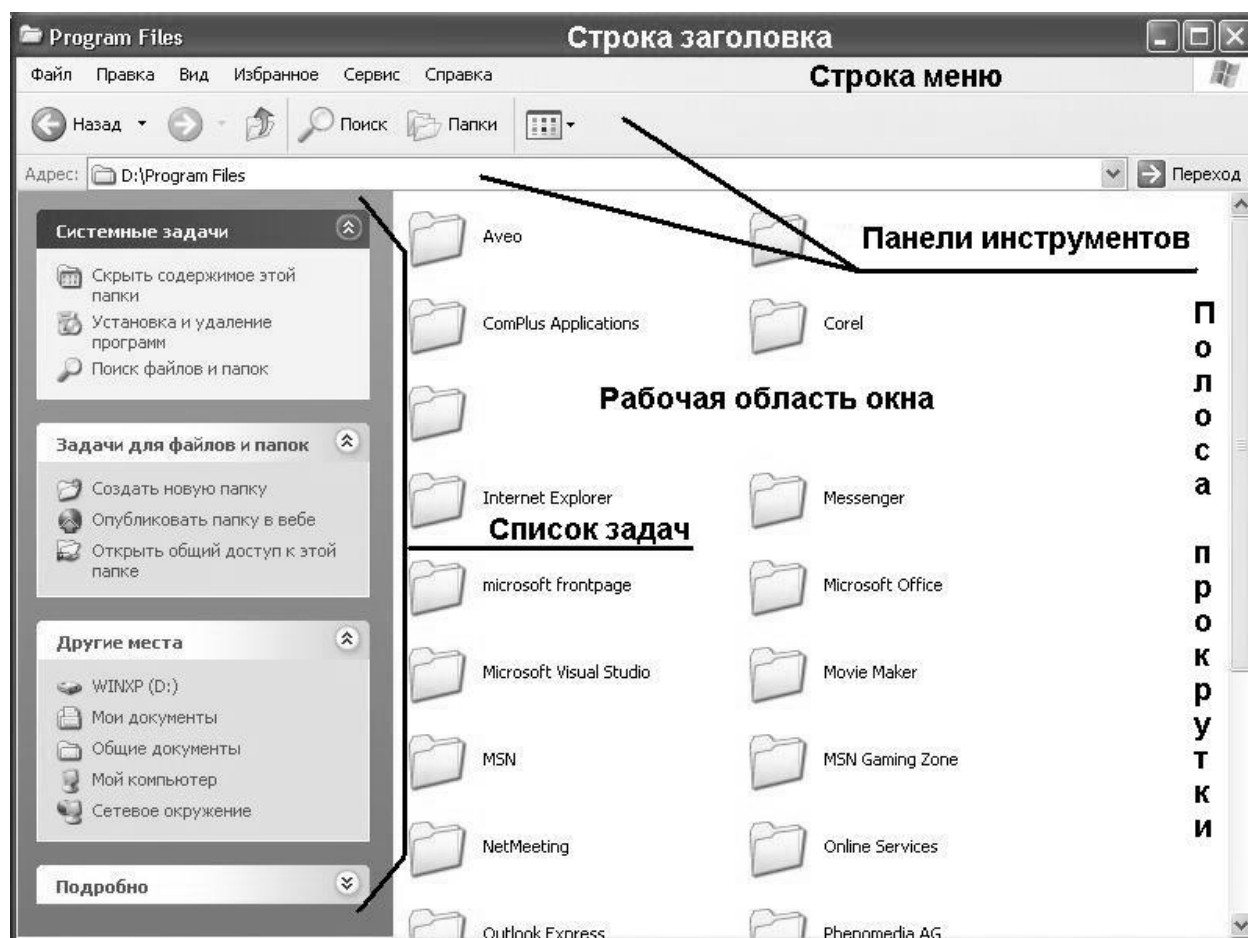 Program Files
Строка заголовка
Файл Правка Вид Избранное Сервис Справка
Строка меню
Назад Поиск Папки
Адрес: D:\Program Files Переход
Панели инструментов
Системные задачи
Скрыть содержимое этой
папки
Установка и удаление
программ
Поиск файлов и папок
Задачи для файлов и папок
Создать новую папку
Опубликовать папку в вебе
Открыть общий доступ к этой
папке
Другие места
WINXP (D:)
Мои документы
Общие документы
Мой компьютер
Сетевое окружение
Подробно
Список задач
Рабочая область окна
Aveo
ComPlus Applications Corel
Internet Explorer Messenger
microsoft frontpage Microsoft Office
Microsoft Visual Studio Movie Maker
MSN MSN Gaming Zone
NetMeeting Online Services
Outlook Express Phenomedia AG
Полоса прокрутки